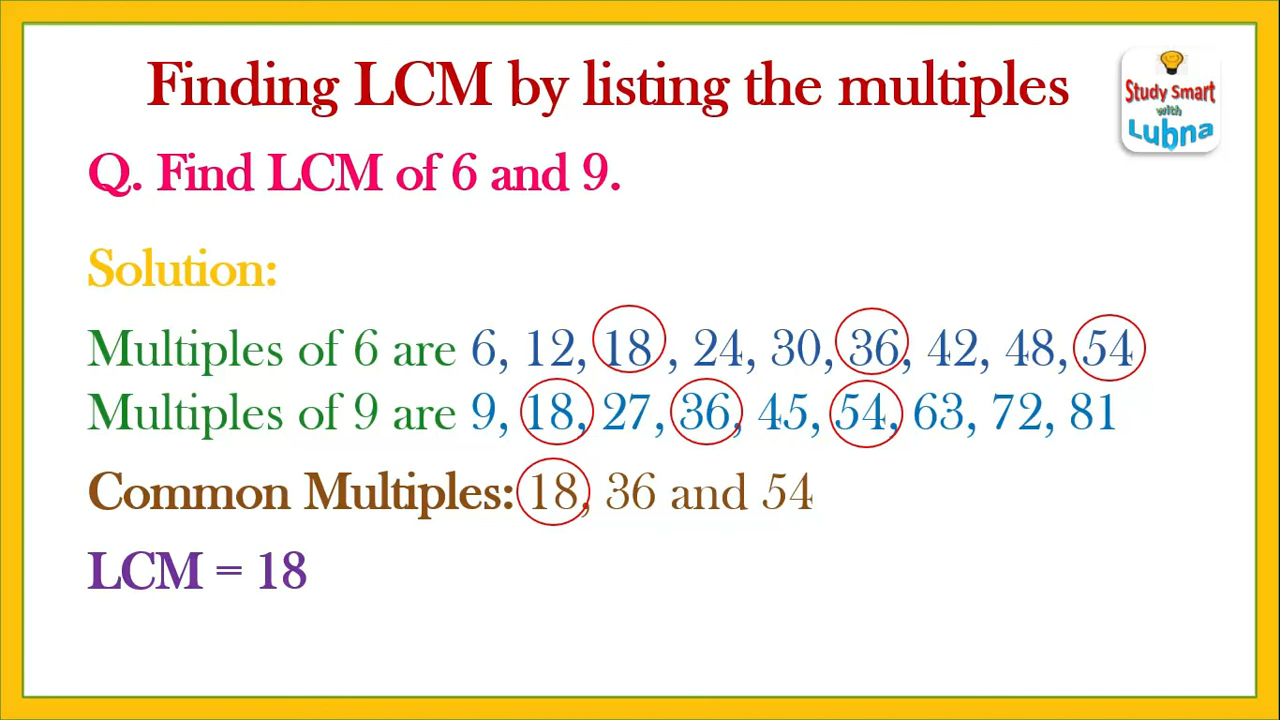 Finding LCM by listing the multiples
Study Smart
with
Lubna
Q. Find LCM of 6 and 9.
Solution:
Multiples of 6 are 6, 12, 18 , 24, 30, 36, 42, 48, 54
Multiples of 9 are 9, 18, 27, 36, 45, 54, 63, 72, 81
Common Multiples: 18, 36 and 54
LCM = 18